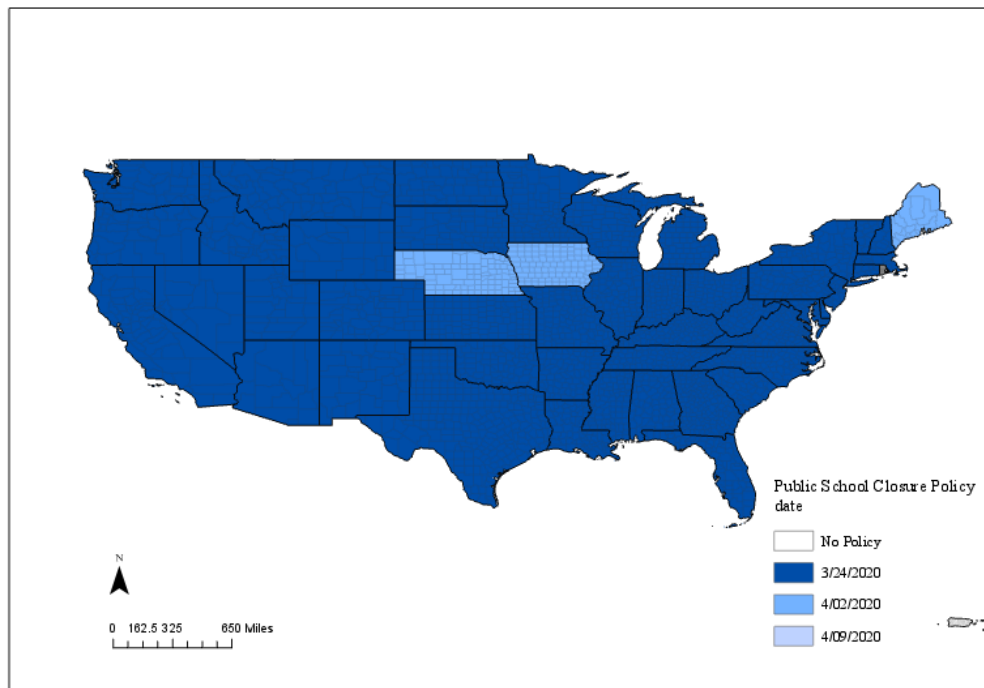 Public School Closure Policy
date
No Policy
3/24/2020
4/02/2020
4/09/2020
N
0 162.5 325 650 Miles